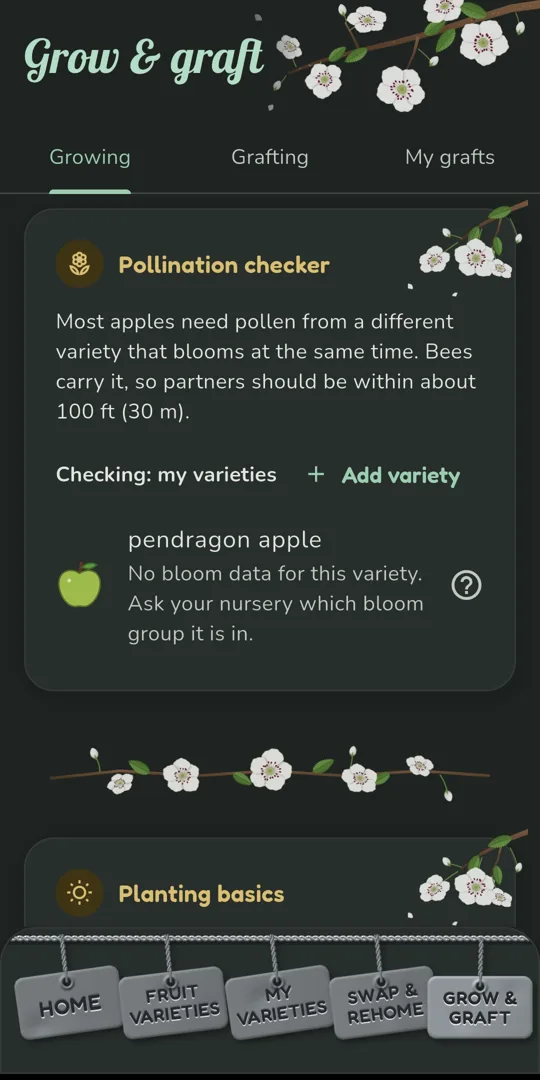 Grow & graft
Growing
Grafting
My grafts
Pollination checker
Most apples need pollen from a different
variety that blooms at the same time. Bees
carry it, so partners should be within about
100 ft (30 m).
Checking: my varieties
+ Add variety
pendragon apple
No bloom data for this variety.
Ask your nursery which bloom
group it is in.
?
Planting basics
HOME
FRUIT
VARIETIES
MY
VARIETIES
SWAP &
REHOME
GROW &
GRAFT